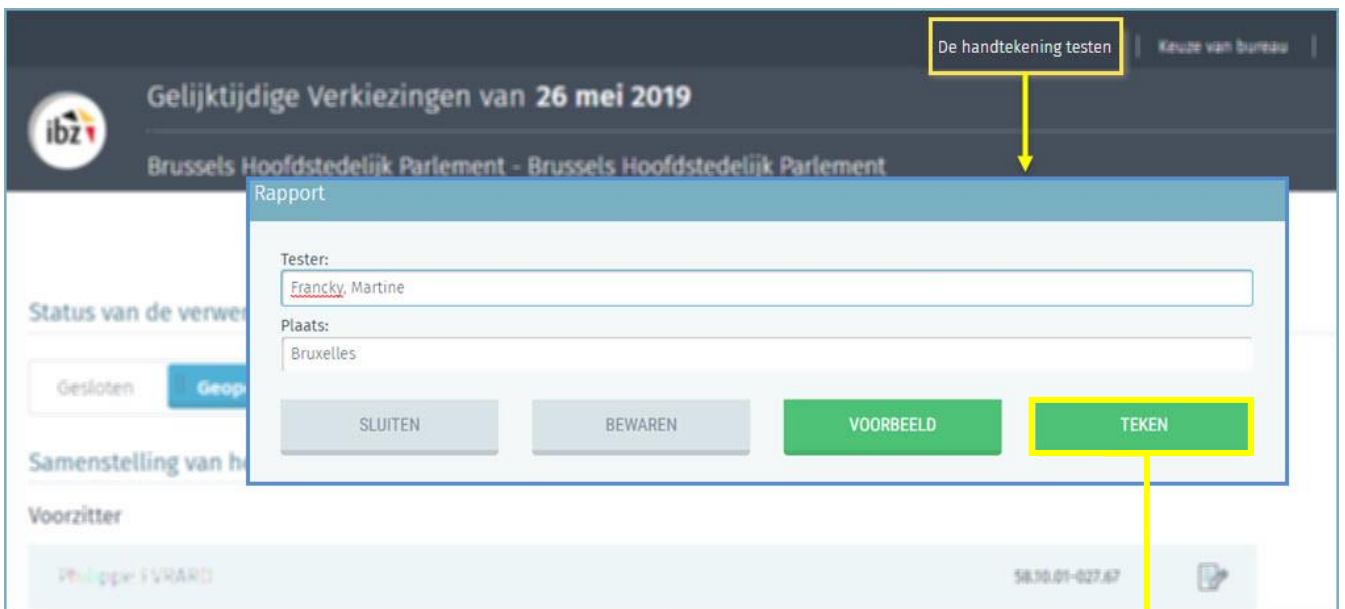 De handtekening testen | Keuze van bureau |
ibz
Gelijktijdige Verkiezingen van 26 mei 2019
Brussels Hoofdstedelijk Parlement - Brussels Hoofdstedelijk Parlement
Rapport
Tester:
Francky, Martine
Status van de verwer
Plaats:
Bruxelles
Gesloten Geop
SLUITEN BEWAREN VOORBEELD TEKEN
Samenstelling van he
Voorzitter
Philippe EVRARD 58.10.01-027.67